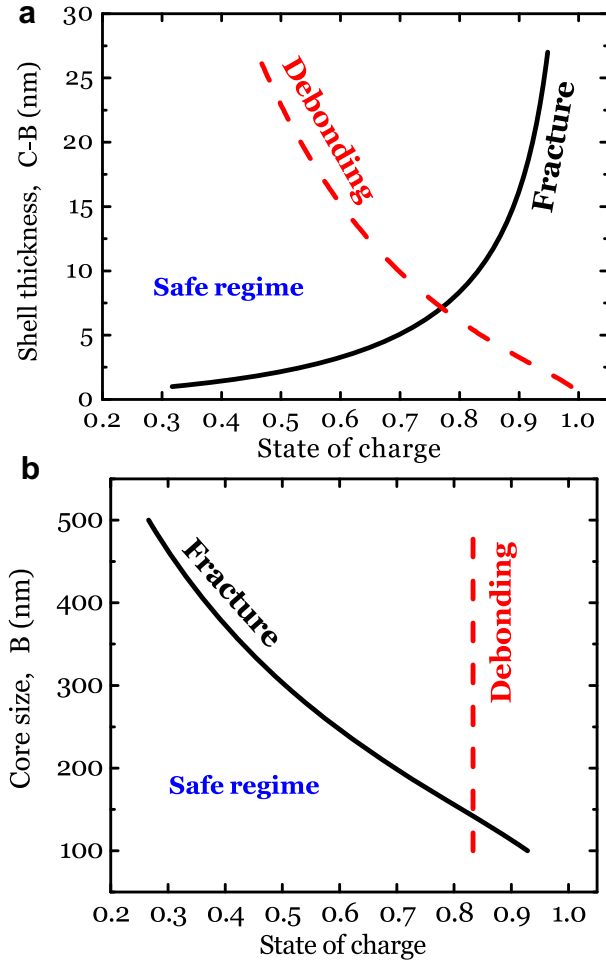 a
30
25
20
15
10
5
0
Shell thickness, C-B (nm)
Debonding
Fracture
Safe regime
0.2 0.3 0.4 0.5 0.6 0.7 0.8 0.9 1.0
State of charge
b
500
400
300
200
100
Core size, B (nm)
Fracture
Debonding
Safe regime
0.2 0.3 0.4 0.5 0.6 0.7 0.8 0.9 1.0
State of charge